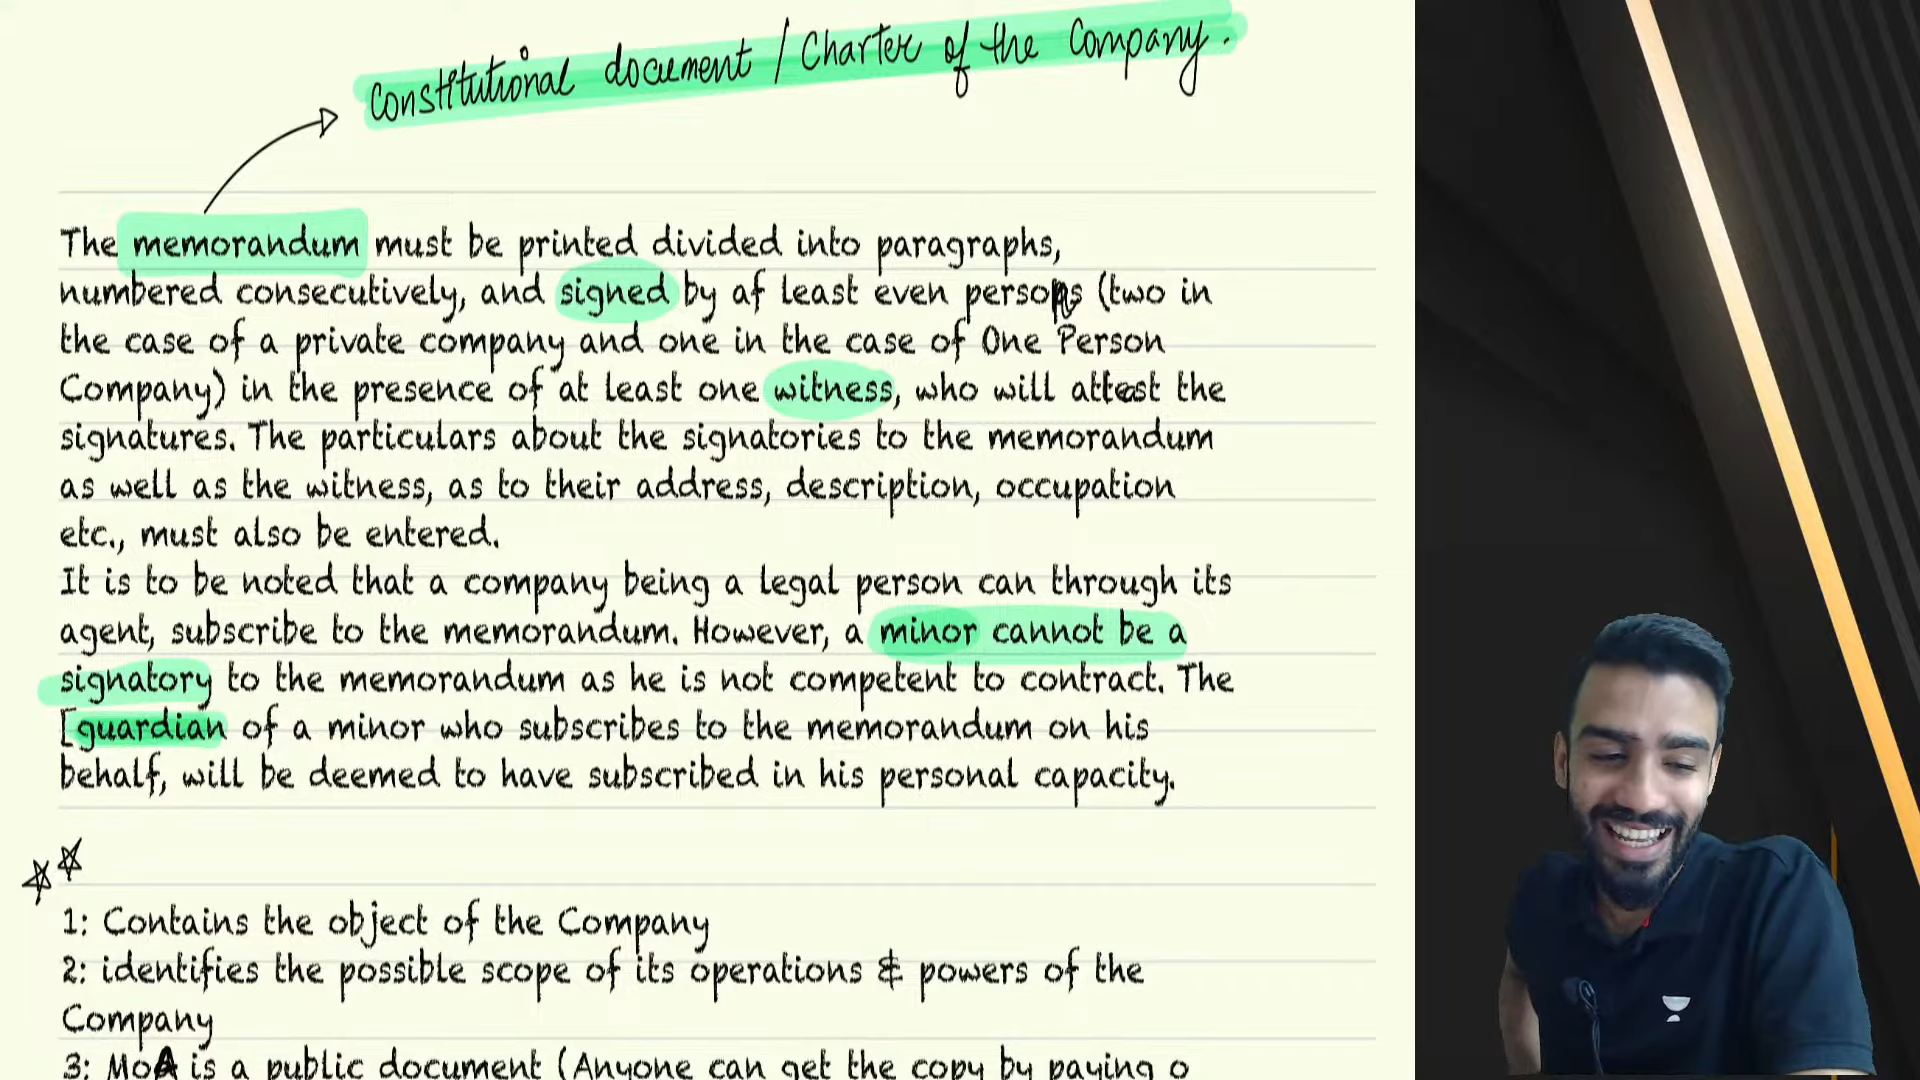 Constitutional document / Charter of the Company.
The memorandum must be printed divided into paragraphs,
numbered consecutively, and signed by af least even persons (two in
the case of a private company and one in the case of One Person
Company) in the presence of at least one witness, who will attest the
signatures. The particulars about the signatories to the memorandum
as well as the witness, as to their address, description, occupation
etc., must also be entered.
It is to be noted that a company being a legal person can through its
agent, subscribe to the memorandum. However, a minor cannot be a
signatory to the memorandum as he is not competent to contract. The
[guardian of a minor who subscribes to the memorandum on his
behalf, will be deemed to have subscribed in his personal capacity.
1: Contains the object of the Company
2: identifies the possible scope of its operations & powers of the
Company
3: MoA is a public document (Anyone can get the copy by paying o